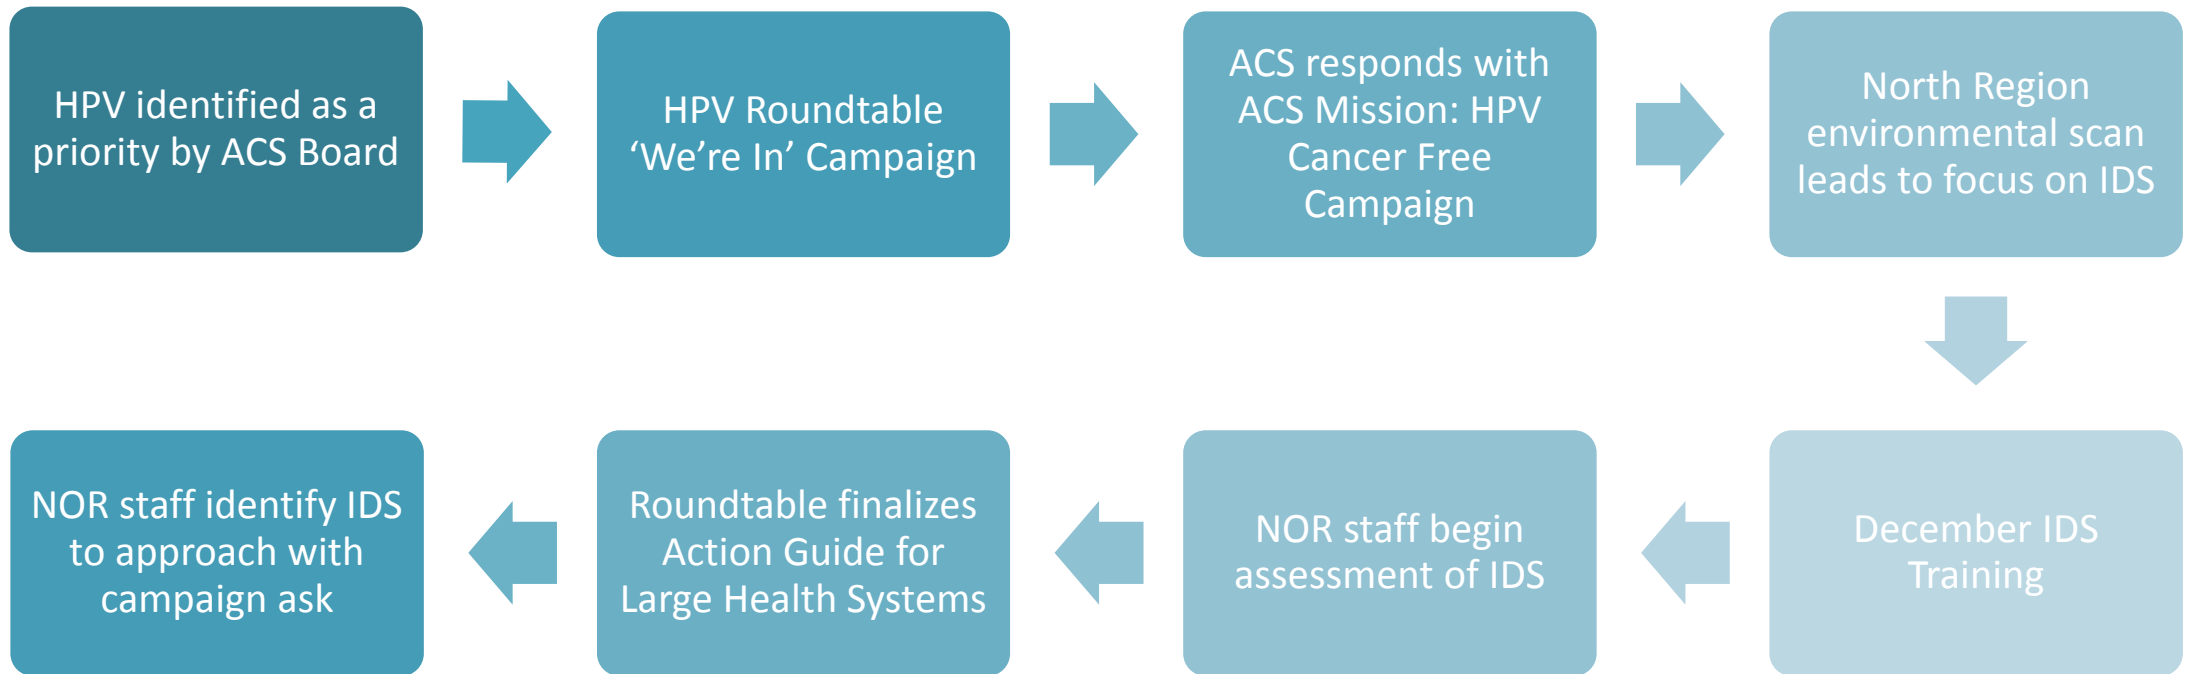 HPV identified as a
priority by ACS Board
HPV Roundtable
‘We’re In’ Campaign
ACS responds with
ACS Mission: HPV
Cancer Free
Campaign
North Region
environmental scan
leads to focus on IDS
December IDS
Training
NOR staff begin
assessment of IDS
Roundtable finalizes
Action Guide for
Large Health Systems
NOR staff identify IDS
to approach with
campaign ask